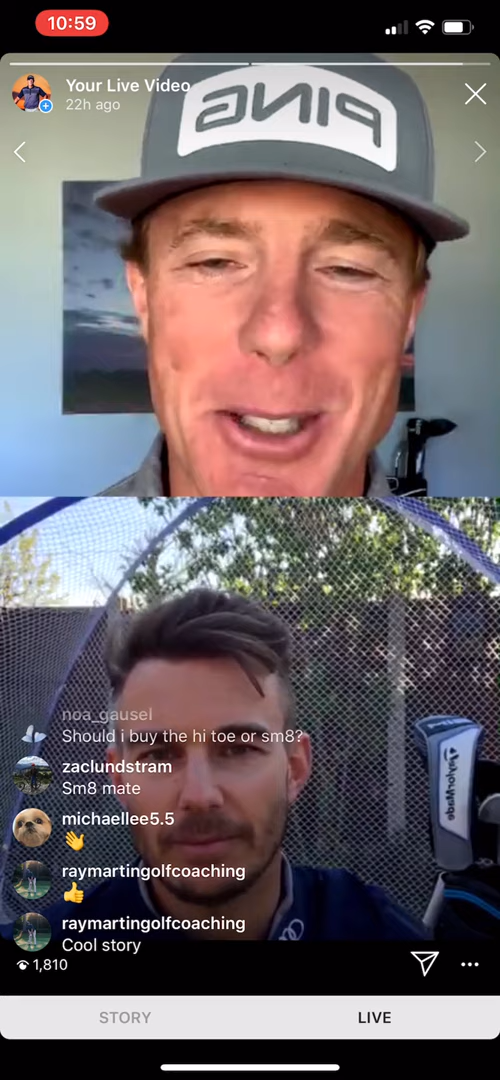 10:59
Your Live Video
22h ago
PING
noa_gausel
Should i buy the hi toe or sm8?
zaclundstram
Sm8 mate
michaellee5.5
👋
raymartingolfcoaching
👍
raymartingolfcoaching
Cool story
TaylorMade
1,810
STORY
LIVE